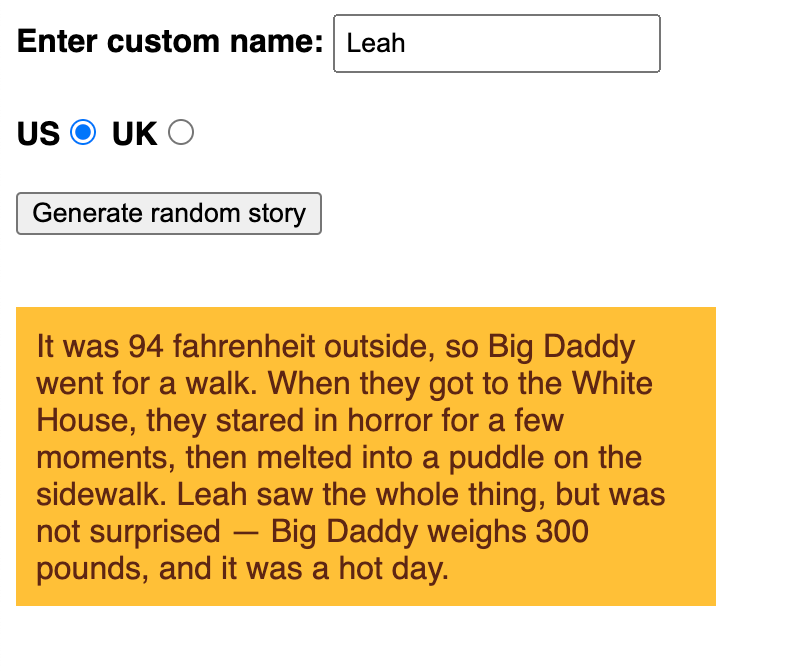 Enter custom name: Leah
US UK
Generate random story
It was 94 fahrenheit outside, so Big Daddy
went for a walk. When they got to the White
House, they stared in horror for a few
moments, then melted into a puddle on the
sidewalk. Leah saw the whole thing, but was
not surprised — Big Daddy weighs 300
pounds, and it was a hot day.